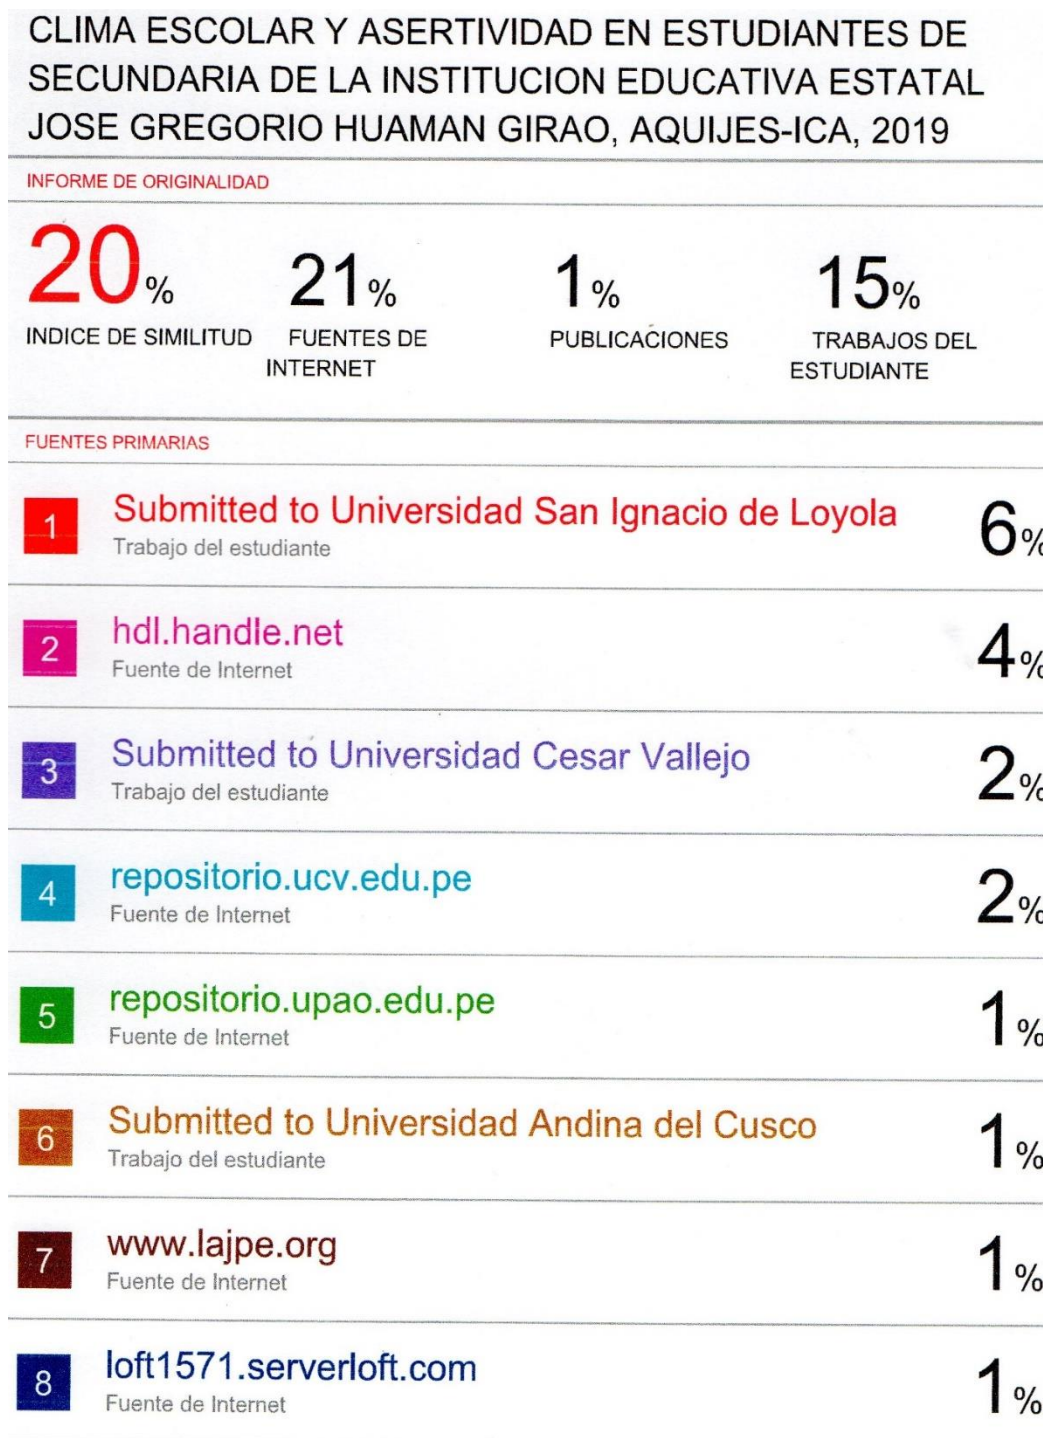 CLIMA ESCOLAR Y ASERTIVIDAD EN ESTUDIANTES DE
SECUNDARIA DE LA INSTITUCION EDUCATIVA ESTATAL
JOSE GREGORIO HUAMAN GIRAO, AQUIJES-ICA, 2019
INFORME DE ORIGINALIDAD
20% 21% 1% 15%
INDICE DE SIMILITUD FUENTES DE PUBLICACIONES TRABAJOS DEL
INTERNET ESTUDIANTE
FUENTES PRIMARIAS
1 Submitted to Universidad San Ignacio de Loyola 6%
Trabajo del estudiante
2 hdl.handle.net 4%
Fuente de Internet
3 Submitted to Universidad Cesar Vallejo 2%
Trabajo del estudiante
4 repositorio.ucv.edu.pe 2%
Fuente de Internet
5 repositorio.upao.edu.pe 1%
Fuente de Internet
6 Submitted to Universidad Andina del Cusco 1%
Trabajo del estudiante
7 www.lajpe.org 1%
Fuente de Internet
8 loft1571.serverloft.com 1%
Fuente de Internet